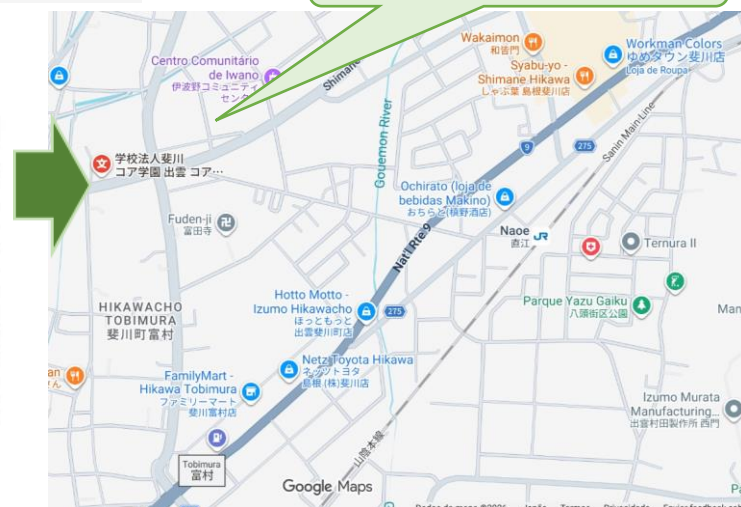 Wakaimon
和皆門
Syabu-yo -
Shimane Hikawa
しゃぶ葉 島根斐川店
Workman Colors
ゆめタウン斐川店
Loja de Roupa
Centro Comunitário
de Iwano
伊波野コミュニティ
センタ
Shimane
学校法人斐川
コア学園 出雲 コア…
Gouemon River
9
275
Sanin Main Line
Ochirato (loja de
bebidas Makino)
おちらと(槙野酒店)
Fuden-ji
富田寺
Nat'l Rte 9
Naoe
直江
JR
Ternura II
Hotto Motto -
Izumo Hikawacho
ほっともっと
出雲斐川町店
275
Parque Yazu Gaiku
八頭街区公園
HIKAWACHO
TOBIMURA
斐川町富村
Netz Toyota Hikawa
ネッツトヨタ
島根 (株)斐川店
FamilyMart -
Hikawa Tobimura
ファミリーマート
斐川富村店
Izumo Murata
Manufacturing...
出雲村田製作所 西門
Tobimura
富村
山陰本線
Google Maps